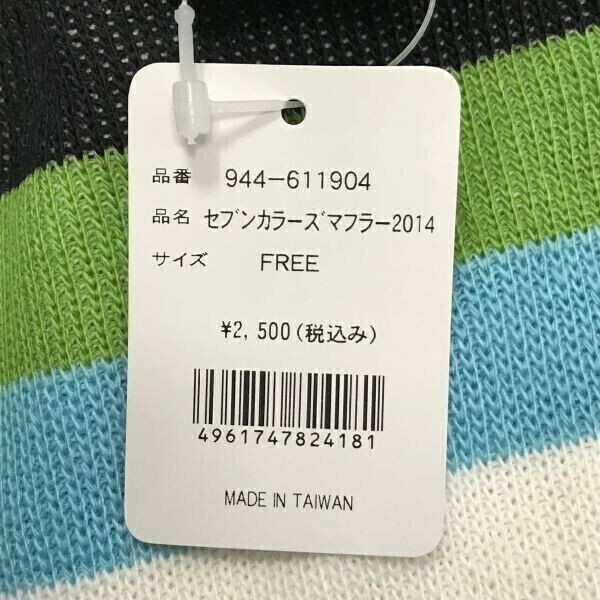 品番 944-611904
品名 セブンカラーズマフラー2014
サイズ FREE
¥2,500(税込み)
4961747824181
MADE IN TAIWAN